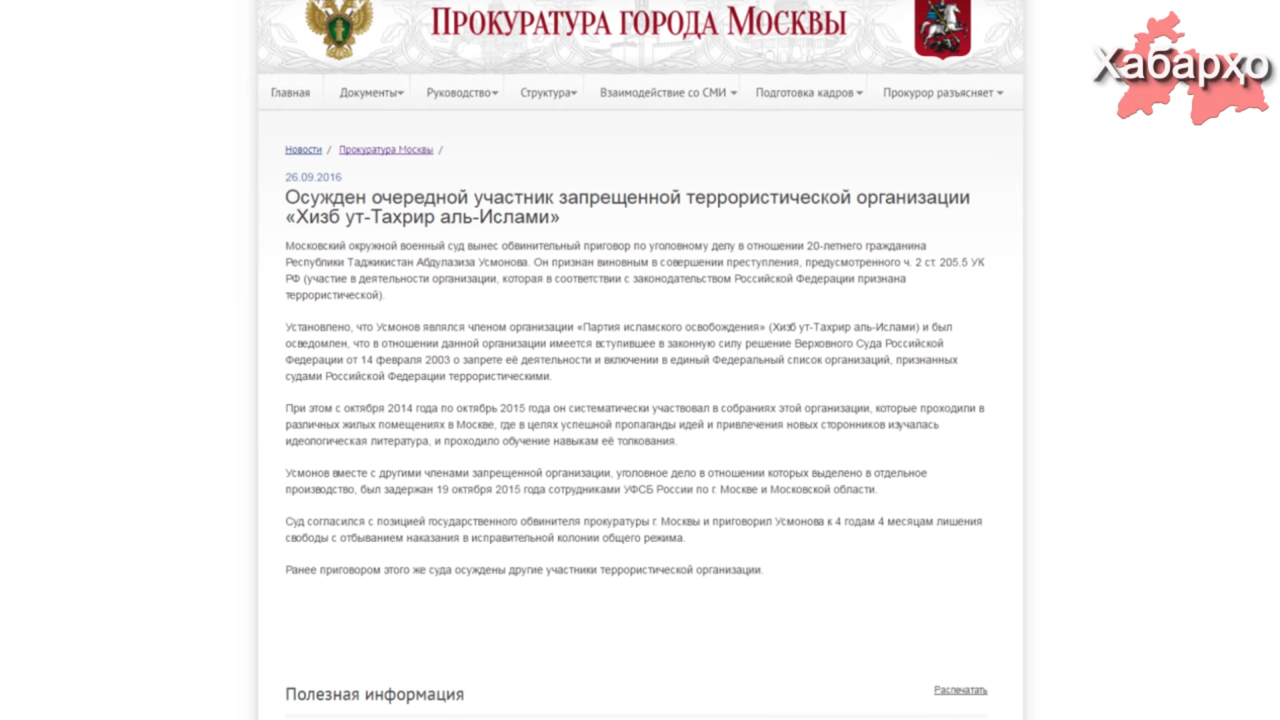 Прокуратура города Москвы
Хабарҳо
Главная Документы Руководство Структура Взаимодействие со СМИ Подготовка кадров Прокурор разъясняет
Новости / Прокуратура Москвы /
26.09.2016
Осужден очередной участник запрещенной террористической организации
«Хизб ут-Тахрир аль-Ислами»
Московский окружной военный суд вынес обвинительный приговор по уголовному делу в отношении 20-летнего гражданина
Республики Таджикистан Абдулазиза Усмонова. Он признан виновным в совершении преступления, предусмотренного ч. 2 ст. 205.5 УК
РФ (участие в деятельности организации, которая в соответствии с законодательством Российской Федерации признана
террористической).
Установлено, что Усмонов являлся членом организации «Партия исламского освобождения» (Хизб ут-Тахрир аль-Ислами) и был
осведомлен, что в отношении данной организации имеется вступившее в законную силу решение Верховного Суда Российской
Федерации от 14 февраля 2003 о запрете её деятельности и включении в единый Федеральный список организаций, признанных
судами Российской Федерации террористическими.
При этом с октября 2014 года по октябрь 2015 года он систематически участвовал в собраниях этой организации, которые проходили в
различных жилых помещениях в Москве, где в целях успешной пропаганды идей и привлечения новых сторонников изучалась
идеологическая литература, и проходило обучение навыкам её толкования.
Усмонов вместе с другими членами запрещенной организации, уголовное дело в отношении которых выделено в отдельное
производство, был задержан 19 октября 2015 года сотрудниками УФСБ России по г. Москве и Московской области.
Суд согласился с позицией государственного обвинителя прокуратуры г. Москвы и приговорил Усмонова к 4 годам 4 месяцам лишения
свободы с отбыванием наказания в исправительной колонии общего режима.
Ранее приговором этого же суда осуждены другие участники террористической организации.
Полезная информация
Распечатать